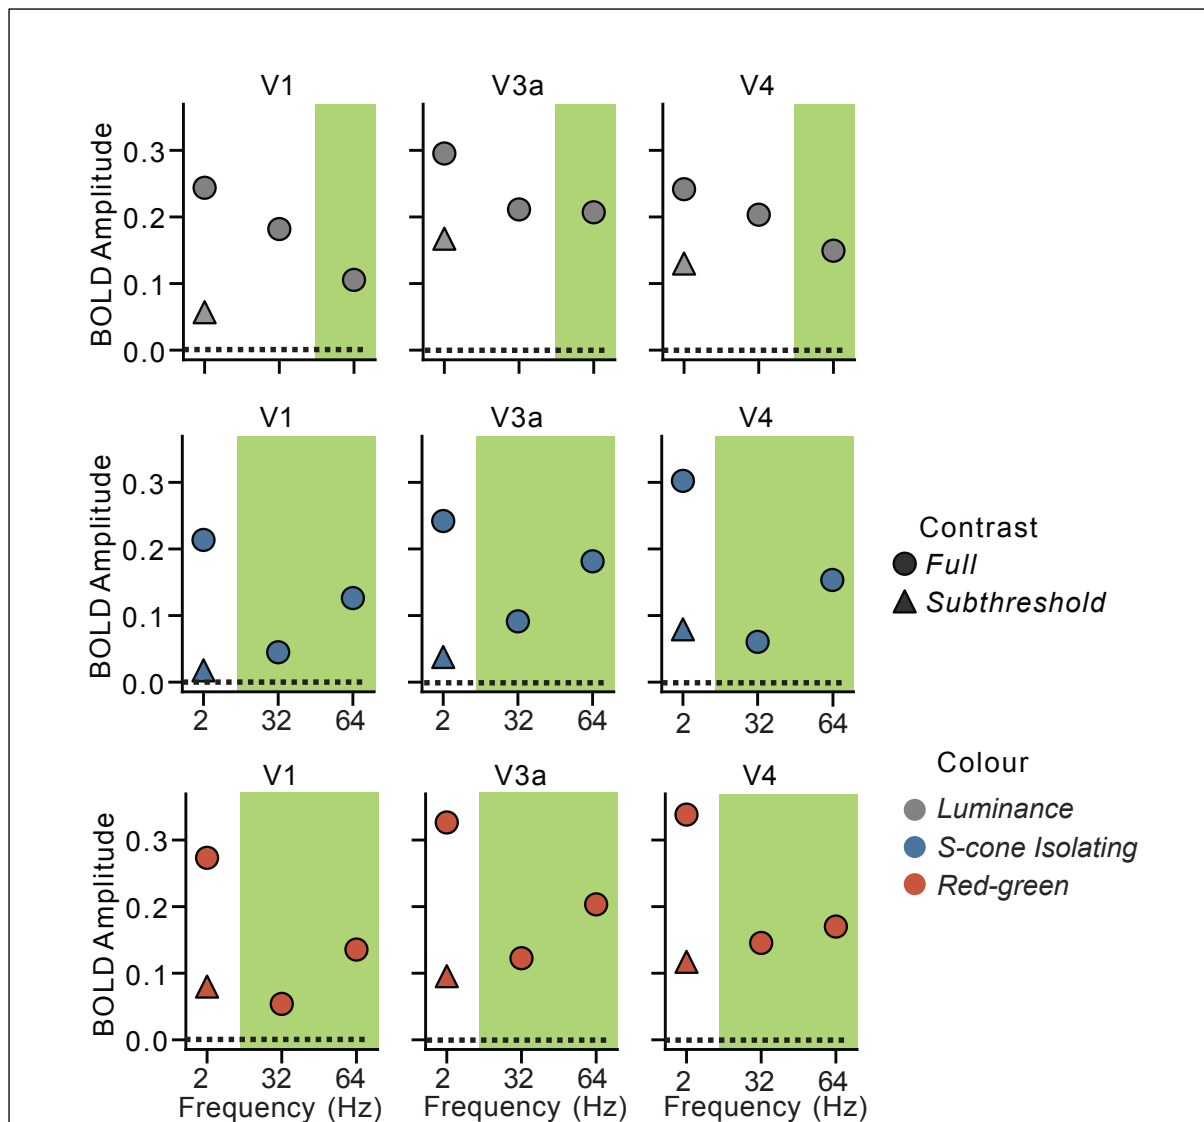 V1 V3a V4
BOLD Amplitude
0.3
0.2
0.1
0.0
V1 V3a V4
BOLD Amplitude
0.3
0.2
0.1
0.0
2 32 64 2 32 64 2 32 64
V1 V3a V4
BOLD Amplitude
0.3
0.2
0.1
0.0
2 32 64 2 32 64 2 32 64
Frequency (Hz) Frequency (Hz) Frequency (Hz)
Contrast
Full
Subthreshold
Colour
Luminance
S-cone Isolating
Red-green